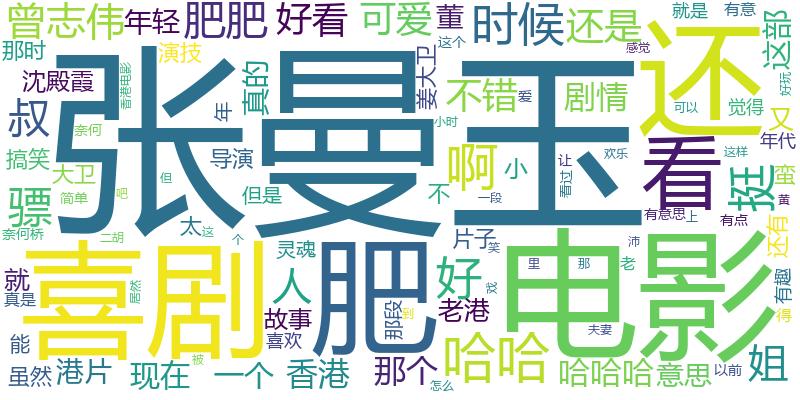 曾志伟 年轻 肥肥 好看 可爱 董 时候 还是 就是 有意
那时 演技 这个 感觉 这部
沈殿霞 香港电影 真的 姜大卫 不错 剧情 还 好玩
叔 年 爱 可以 觉得 又
奈何 小时
张曼玉 看
搞笑 导演 啊 小 让 欢乐 挺 这样 年代
大卫 看过 蛮
骠 简单 吧 但 但是 不 一段 有意思 上 有点 黄
奈何桥 二胡 太 这 个 灵魂 片子 笑 里 那 老 沛 还有
喜剧 肥 好 电影
就 人 有趣
真是 居然 故事 那段 到 老港 戏 夫妻 得
能 喜欢
虽然 港片 现在 被 一个 香港 那个 怎么 哈哈 哈哈哈 意思 以前 姐